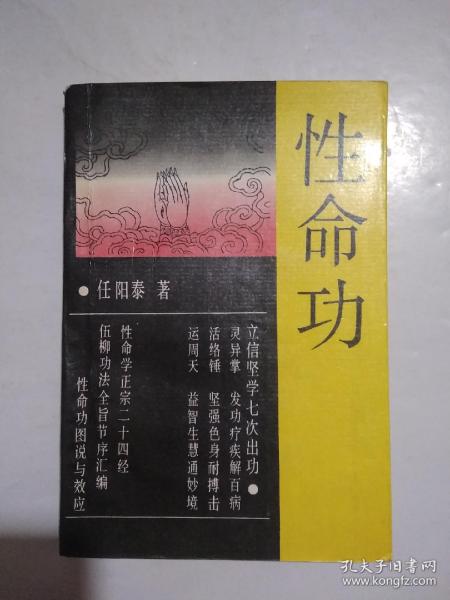 性命功
任阳泰 著
立信坚学七次出功
灵异掌 发功疗疾解百病
活络锤 坚强色身耐搏击
运周天 益智生慧通妙境
性命学正宗二十四经
伍柳功法全旨节序汇编
性命功图说与效应
孔夫子旧书网
www.kongfz.com